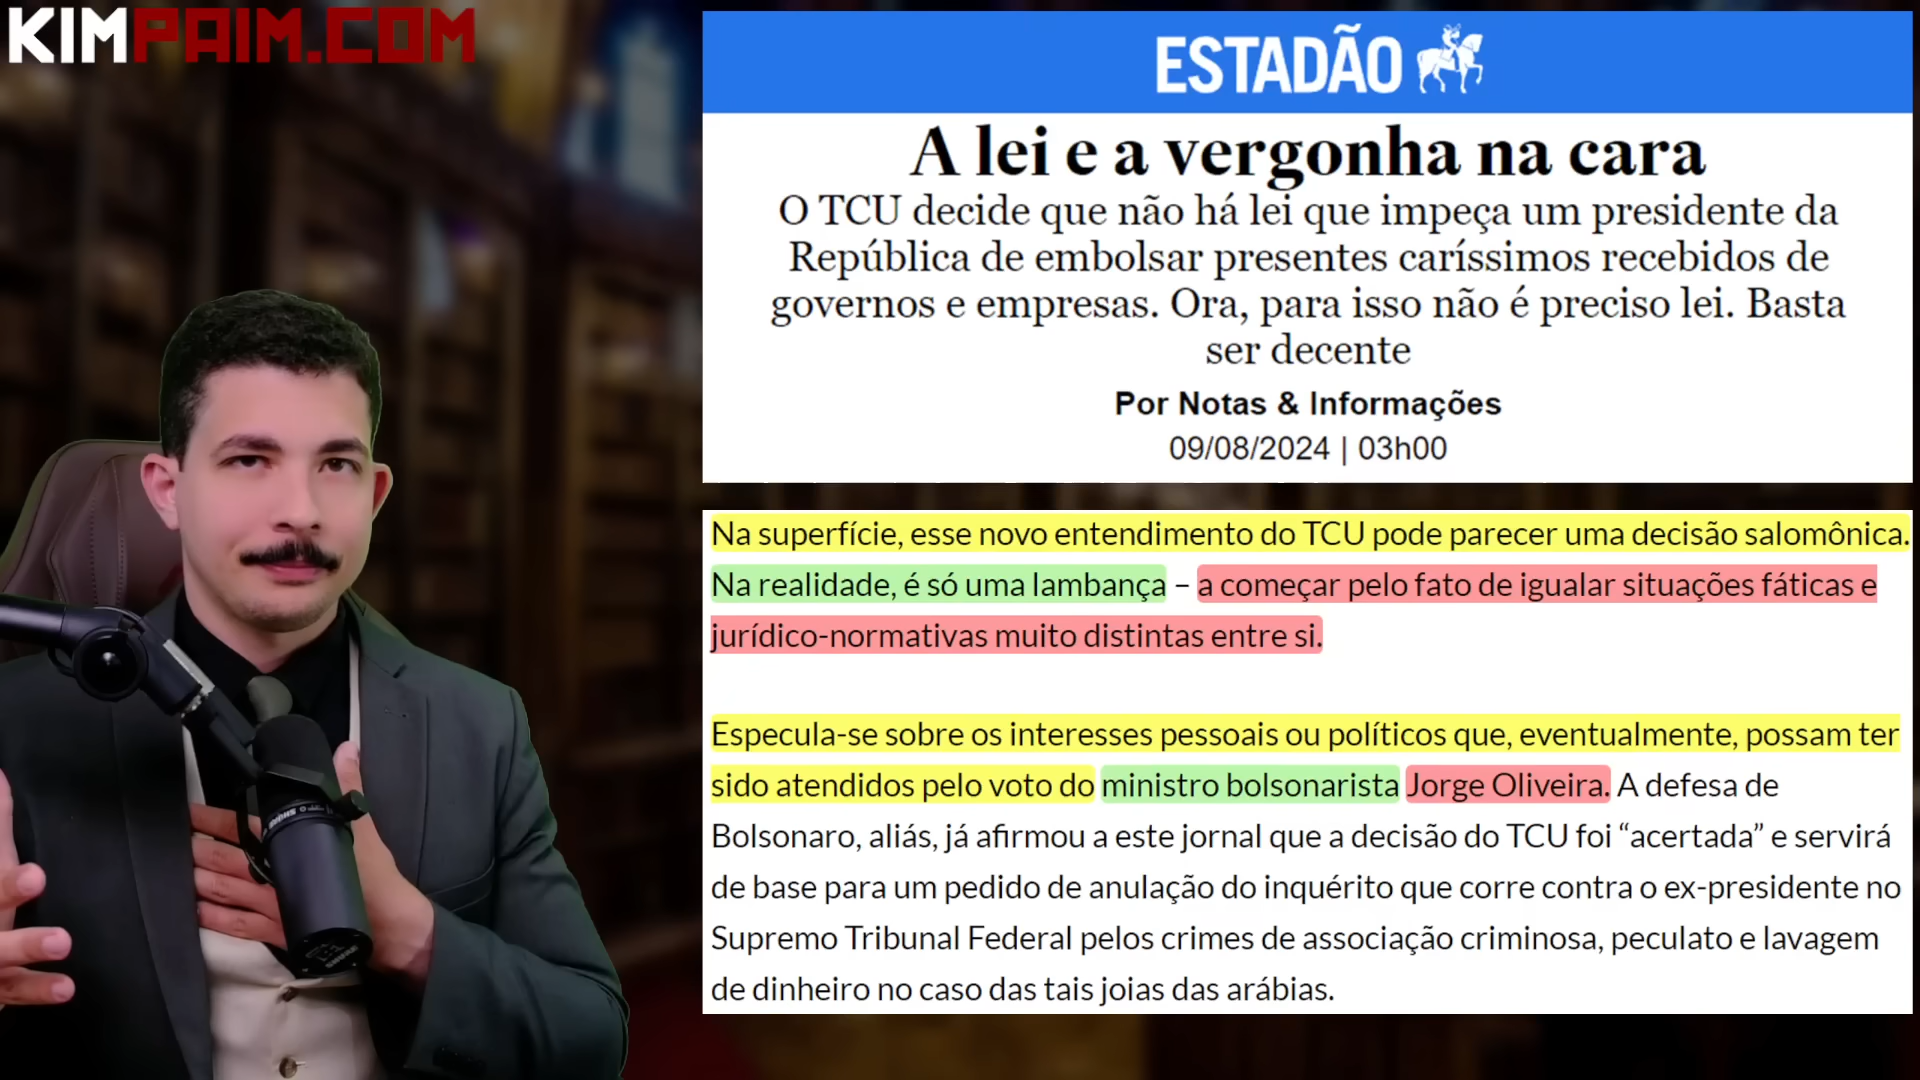 KIMPAIM.COM
ESTADÃO
A lei e a vergonha na cara
O TCU decide que não há lei que impeça um presidente da
República de embolsar presentes caríssimos recebidos de
governos e empresas. Ora, para isso não é preciso lei. Basta
ser decente
Por Notas & Informações
09/08/2024 | 03h00
Na superfície, esse novo entendimento do TCU pode parecer uma decisão salomônica.
Na realidade, é só uma lambança – a começar pelo fato de igualar situações fáticas e
jurídico-normativas muito distintas entre si.
Especula-se sobre os interesses pessoais ou políticos que, eventualmente, possam ter
sido atendidos pelo voto do ministro bolsonarista Jorge Oliveira. A defesa de
Bolsonaro, aliás, já afirmou a este jornal que a decisão do TCU foi “acertada” e servirá
de base para um pedido de anulação do inquérito que corre contra o ex-presidente no
Supremo Tribunal Federal pelos crimes de associação criminosa, peculato e lavagem
de dinheiro no caso das tais joias das arábias.